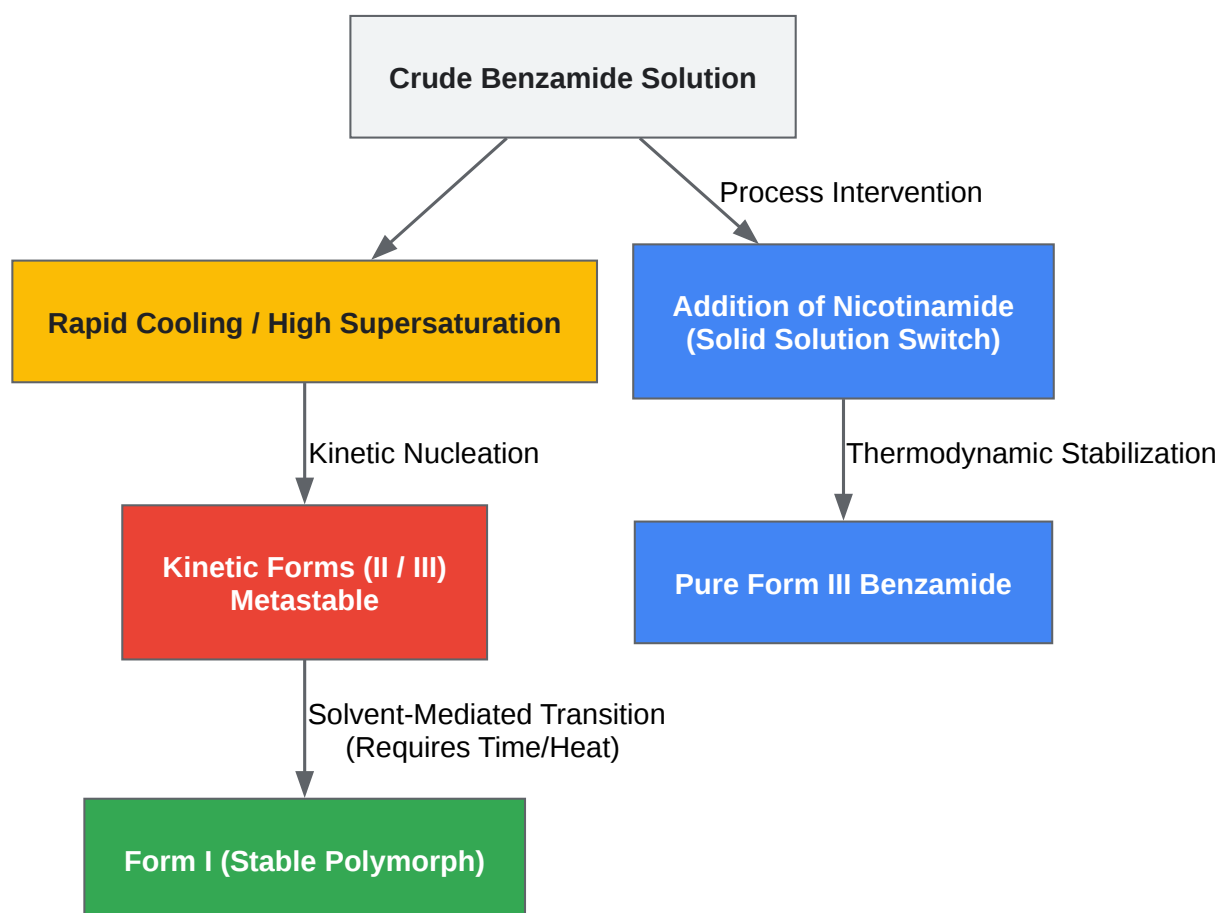 Crude Benzamide Solution
Process Intervention
Rapid Cooling / High Supersaturation
Addition of Nicotinamide
(Solid Solution Switch)
Kinetic Nucleation
Thermodynamic Stabilization
Kinetic Forms (II / III)
Metastable
Pure Form III Benzamide
Solvent-Mediated Transition
(Requires Time/Heat)
Form I (Stable Polymorph)